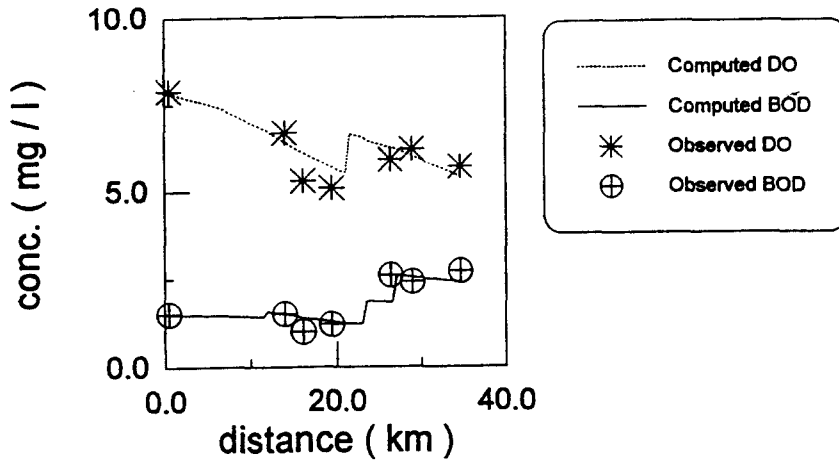 10.0
5.0
0.0
conc. ( mg / l )
0.0
20.0
40.0
distance ( km )
Computed DO
Computed BOD
Observed DO
Observed BOD